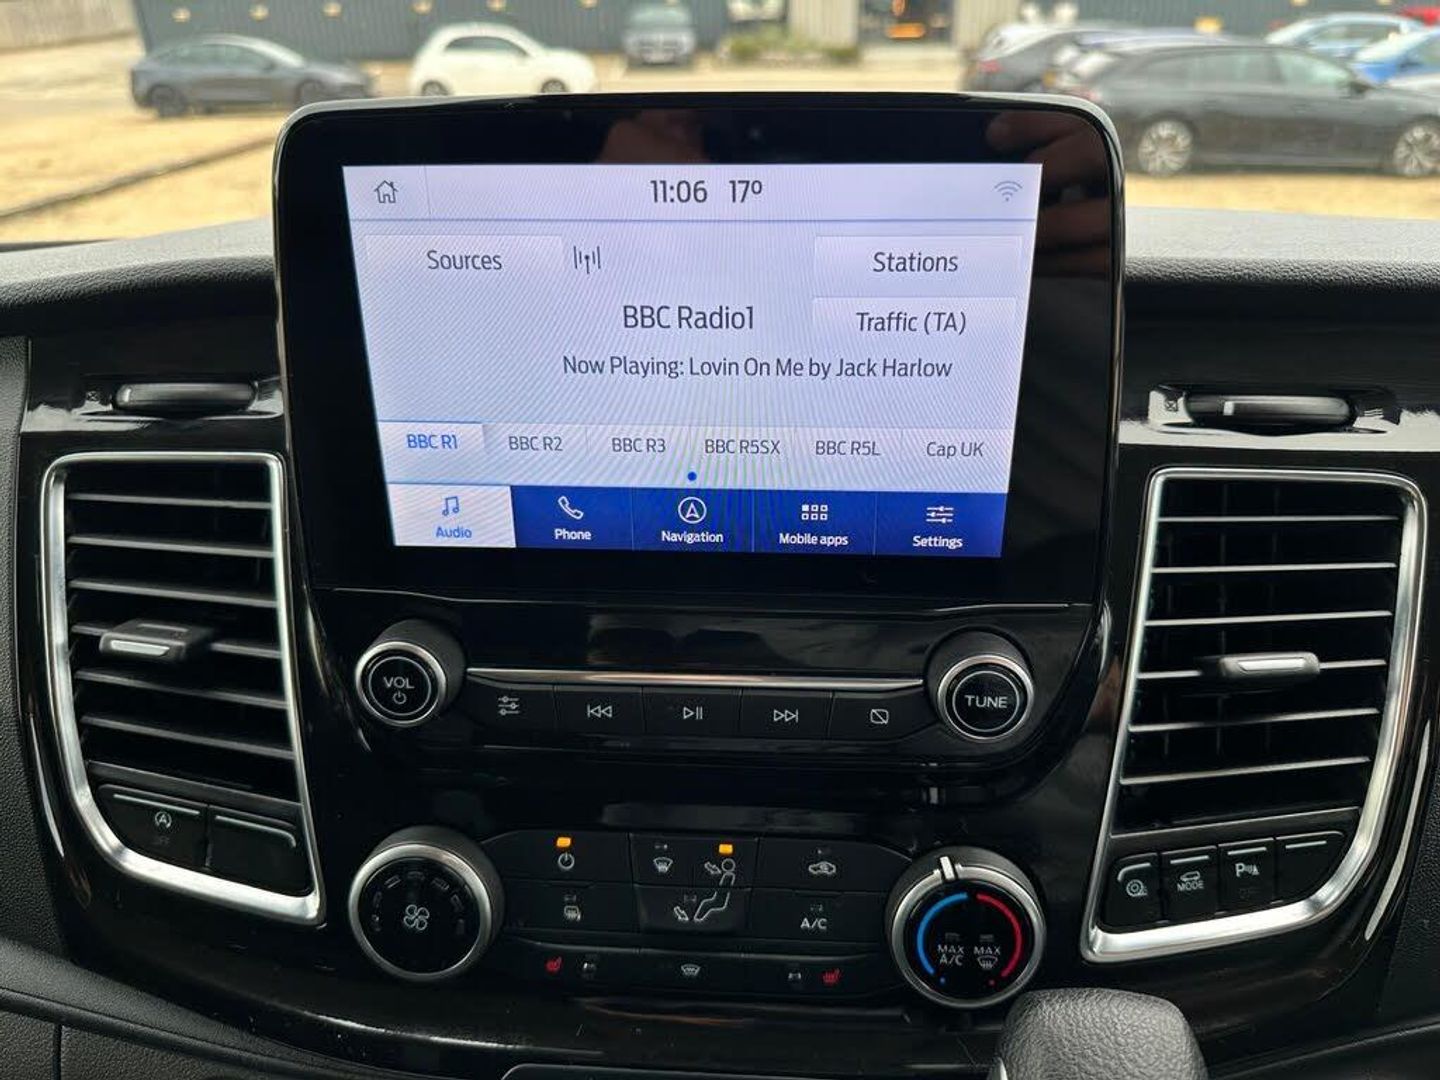 11:06 17º
Sources
Stations
BBC Radio1
Traffic (TA)
Now Playing: Lovin On Me by Jack Harlow
BBC R1 BBC R2 BBC R3 BBC R5SX BBC R5L Cap UK
Audio Phone Navigation Mobile apps Settings
VOL
TUNE
A
OFF
A/C
MAX A/C
MAX
MODE
P